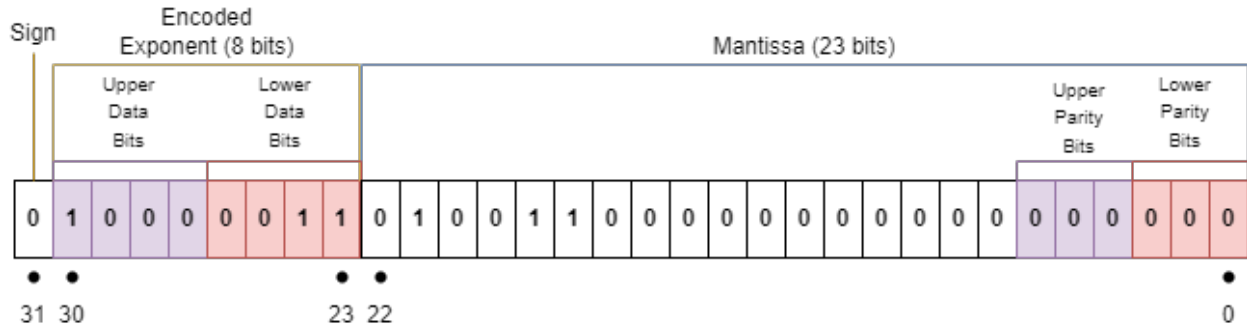 Encoded
Sign
Exponent (8 bits)
Mantissa (23 bits)
Upper
Data
Bits
Lower
Data
Bits
Upper
Parity
Bits
Lower
Parity
Bits
0 1 0 0 0 0 0 1 1 0 1 0 0 1 1 0 0 0 0 0 0 0 0 0 0 0 0 0 0 0 0 0
31 30 23 22 0